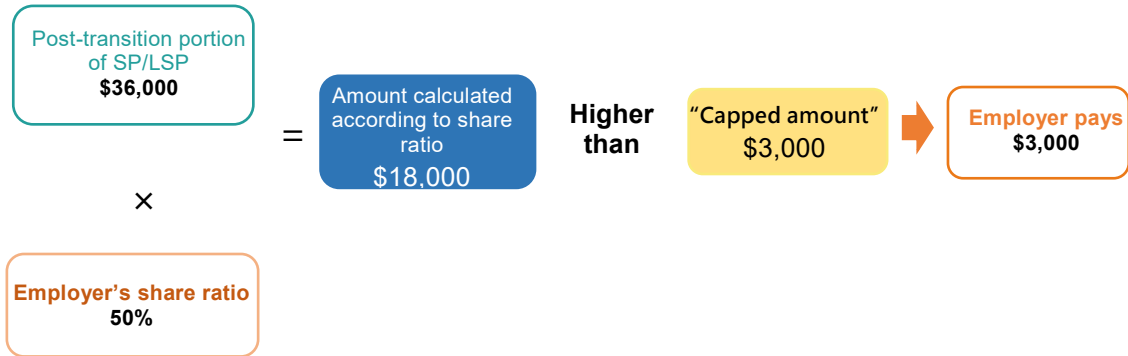 Post-transition portion
of SP/LSP
$36,000
×
Employer's share ratio
50%
=
Amount calculated
according to share
ratio
$18,000
Higher
than
“Capped amount”
$3,000
Employer pays
$3,000